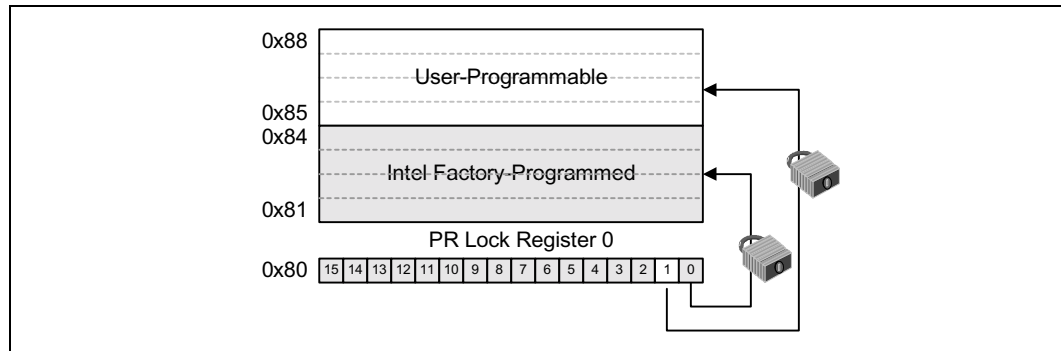 0x88
User-Programmable
0x85
0x84
Intel Factory-Programmed
0x81
PR Lock Register 0
0x80 15 14 13 12 11 10 9 8 7 6 5 4 3 2 1 0